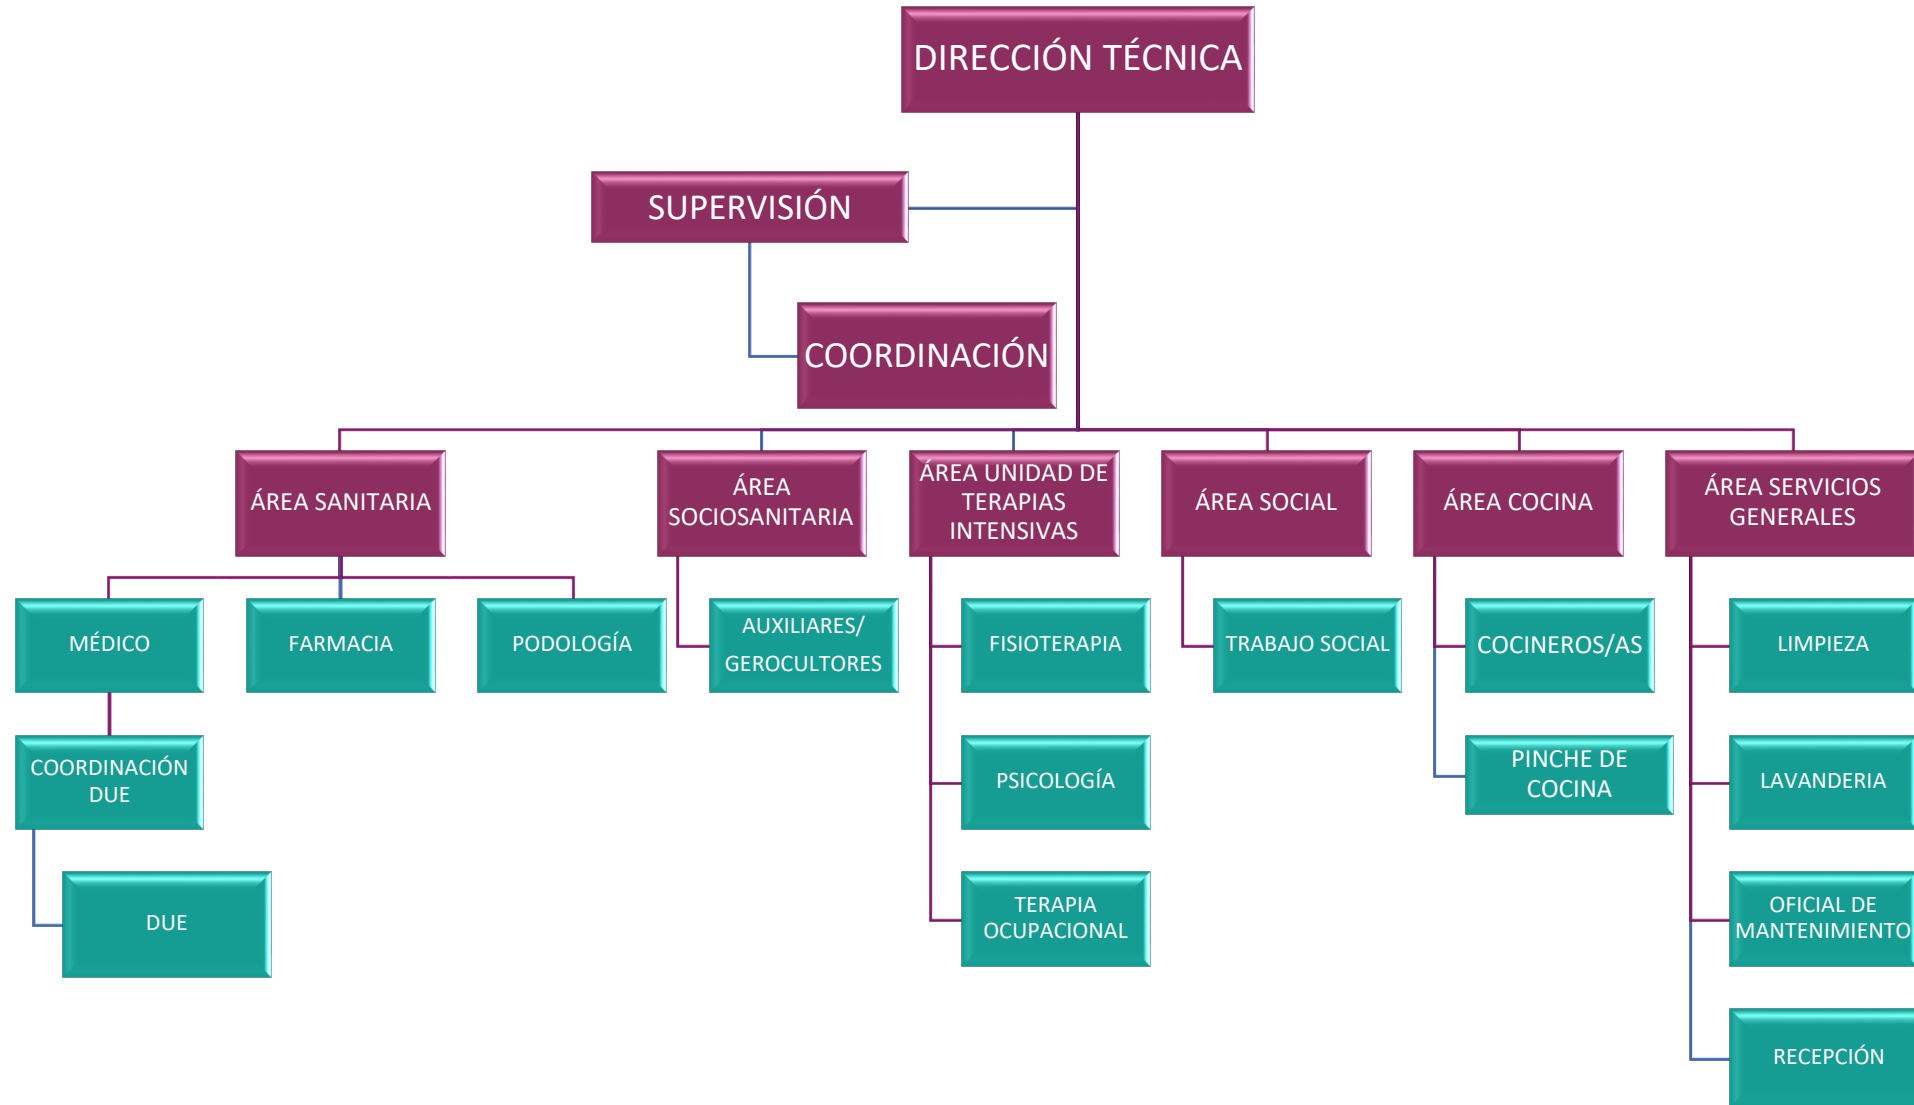 DIRECCIÓN TÉCNICA
SUPERVISIÓN
COORDINACIÓN
ÁREA SANITARIA
ÁREA
SOCIOSANITARIA
ÁREA UNIDAD DE
TERAPIAS
INTENSIVAS
ÁREA SOCIAL
ÁREA COCINA
ÁREA SERVICIOS
GENERALES
MÉDICO
FARMACIA
PODOLOGÍA
AUXILIARES/
GEROCULTORES
FISIOTERAPIA
TRABAJO SOCIAL
COCINEROS/AS
LIMPIEZA
COORDINACIÓN
DUE
PSICOLOGÍA
PINCHE DE
COCINA
LAVANDERIA
DUE
TERAPIA
OCUPACIONAL
OFICIAL DE
MANTENIMIENTO
RECEPCIÓN